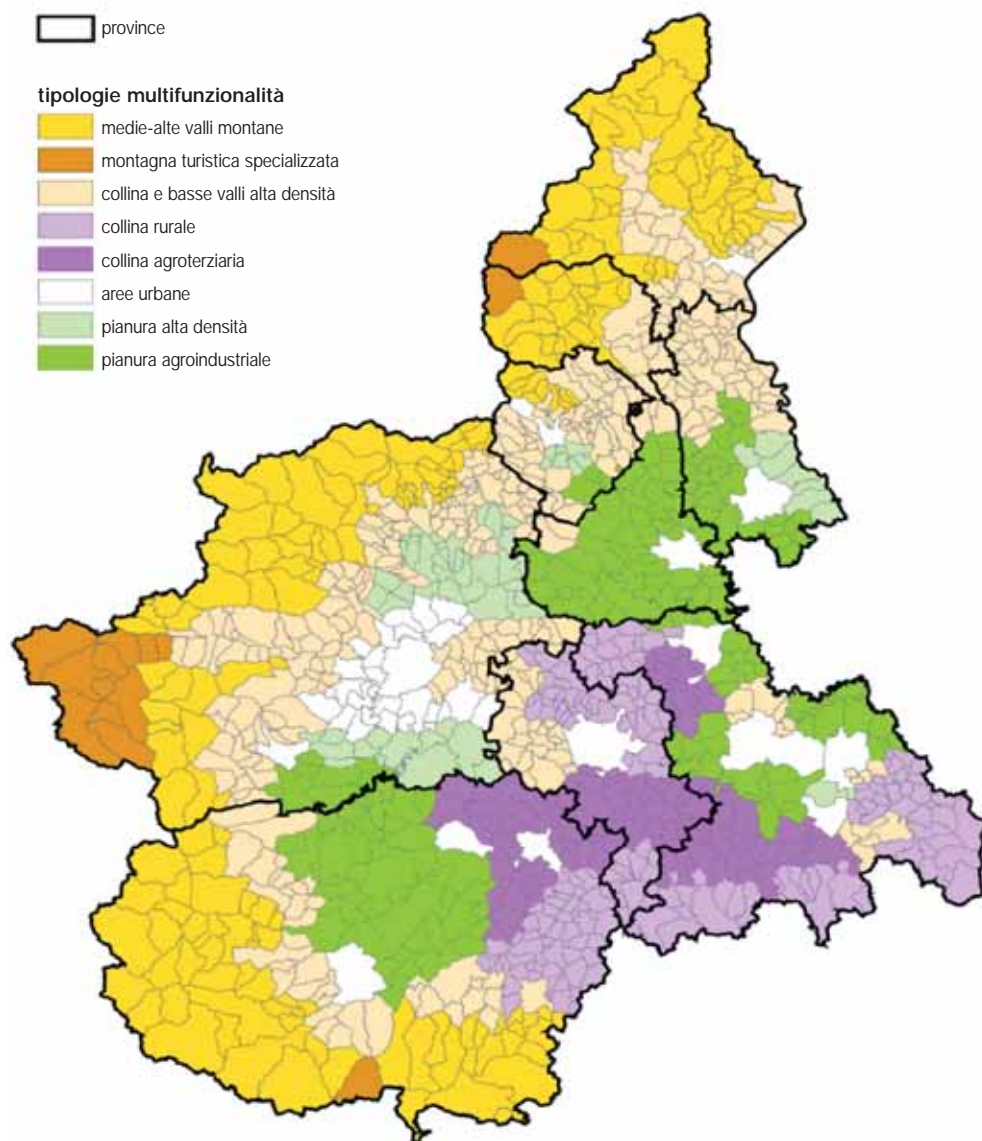 province
tipologie multifunzionalità
medie-alte valli montane
montagna turistica specializzata
collina e basse valli alta densità
collina rurale
collina agroterziaria
aree urbane
pianura alta densità
pianura agroindustriale